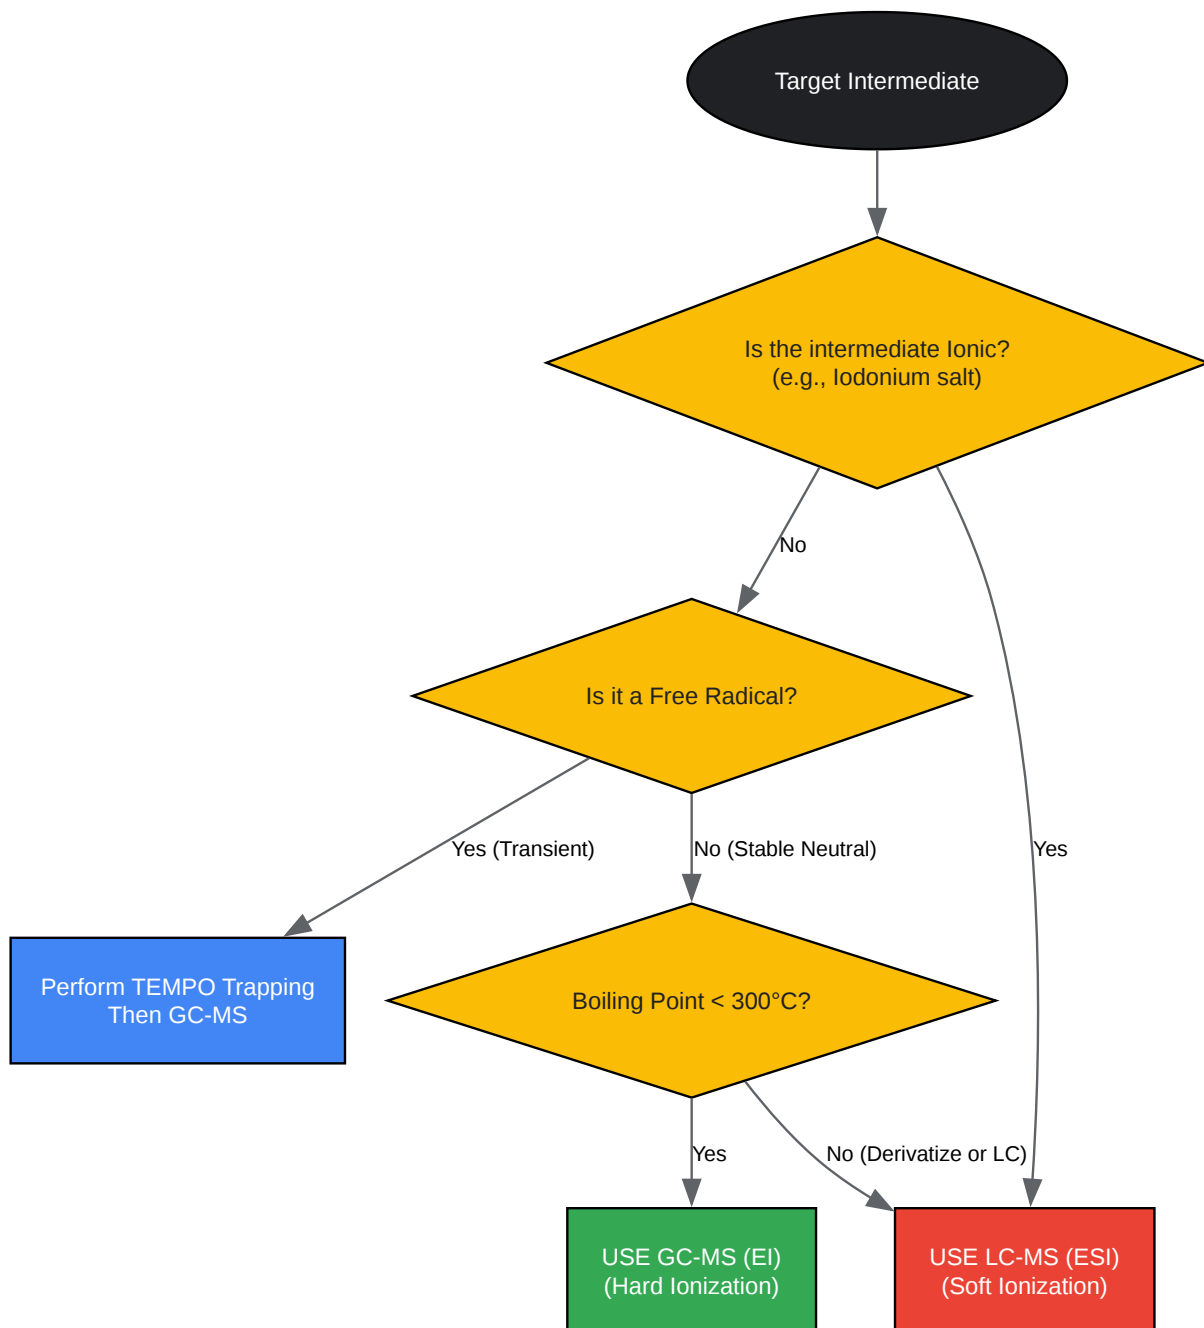 Target Intermediate
Is the intermediate Ionic?
(e.g., Iodonium salt)
No
Is it a Free Radical?
Yes (Transient)
No (Stable Neutral)
Yes
Perform TEMPO Trapping
Then GC-MS
Boiling Point < 300°C?
Yes
No (Derivatize or LC)
USE GC-MS (EI)
(Hard Ionization)
USE LC-MS (ESI)
(Soft Ionization)